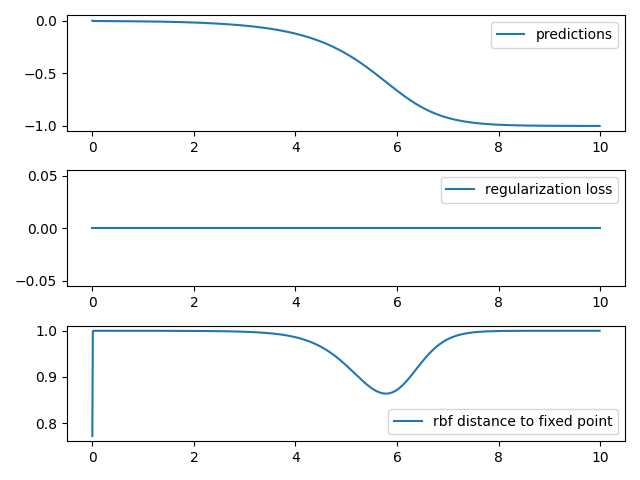 0.0
−0.5
−1.0
predictions
0 2 4 6 8 10
0.05
0.00
−0.05
regularization loss
0 2 4 6 8 10
1.0
0.9
0.8
rbf distance to fixed point
0 2 4 6 8 10